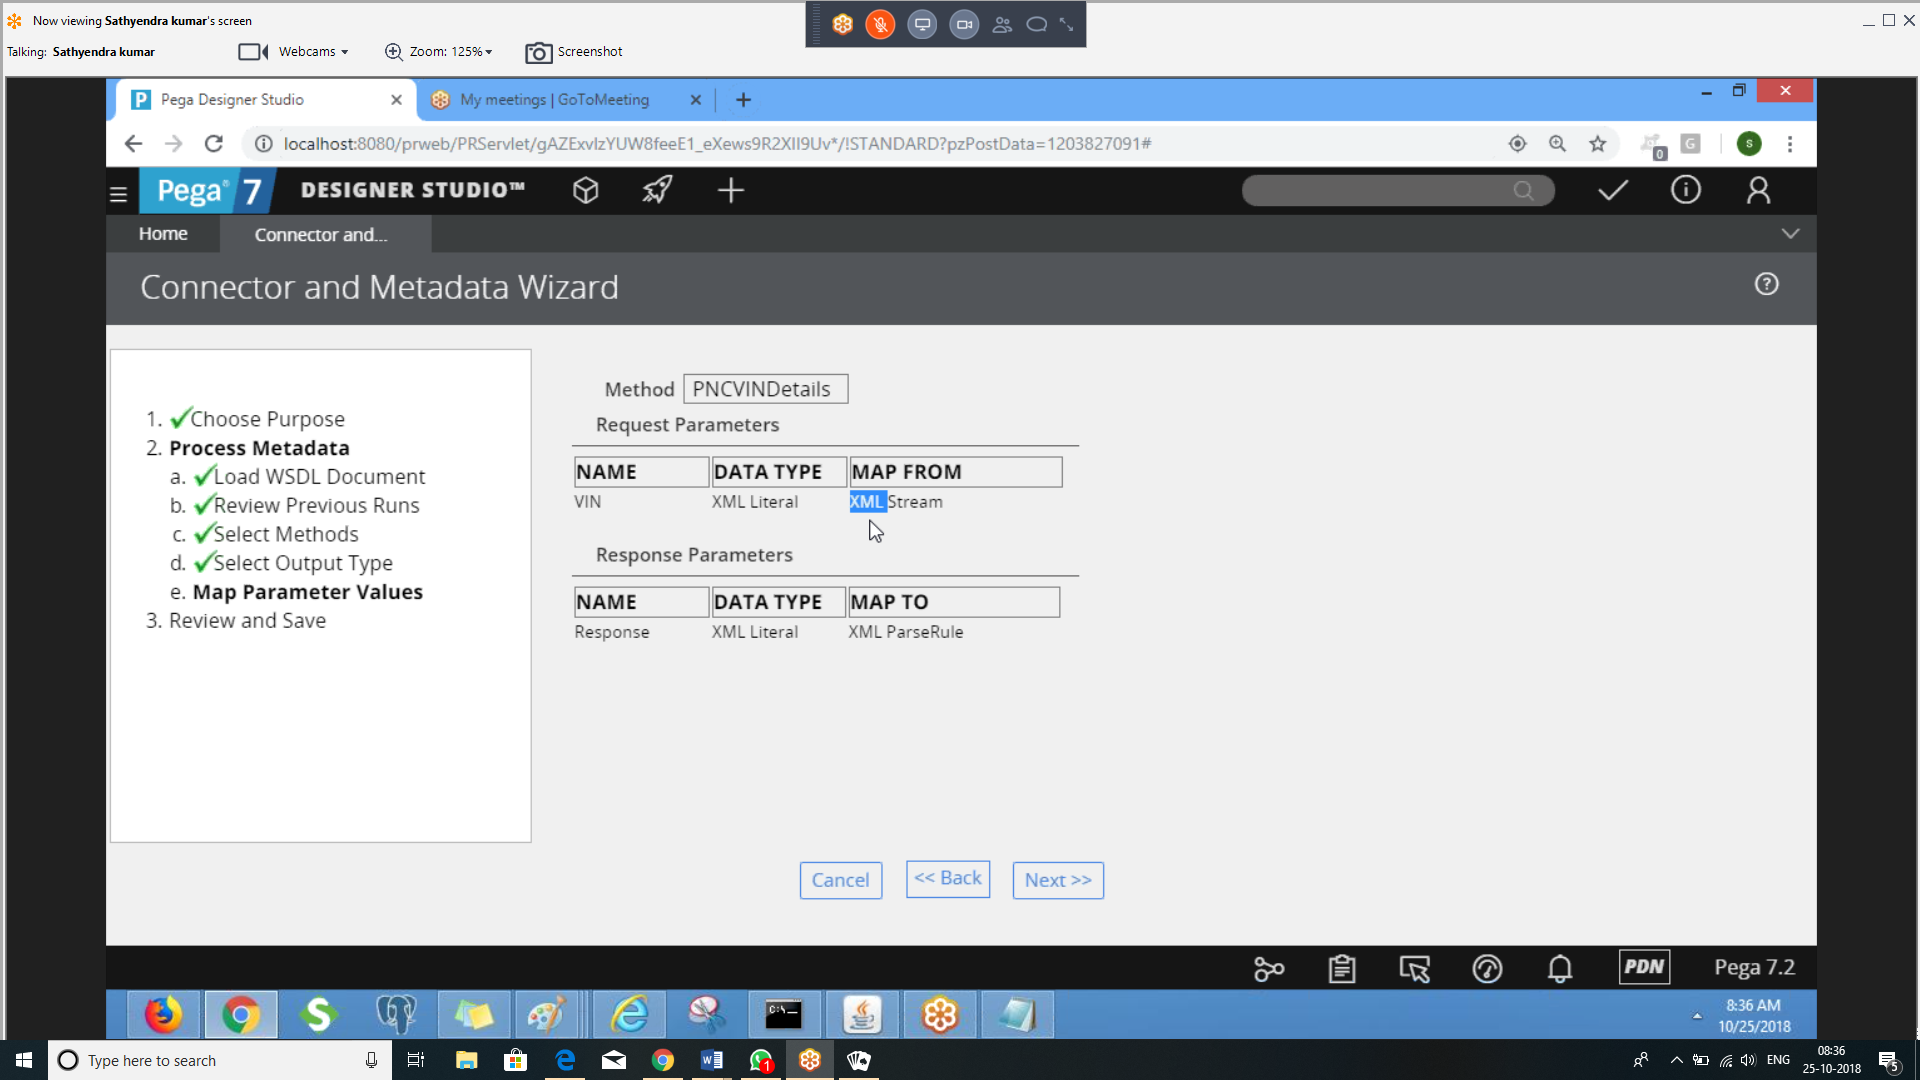 Now viewing Sathyendra kumar's screen
Talking: Sathyendra kumar
Webcams
Zoom: 125%
Screenshot
Pega Designer Studio
My meetings | GoToMeeting
localhost:8080/prweb/PRServlet/gAZExvlzYUW8feeE1_eXews9R2XII9Uv*/!STANDARD?pzPostData=1203827091#
0
G
S
Pega 7
DESIGNER STUDIO™
Home
Connector and...
Connector and Metadata Wizard
1. Choose Purpose
2. Process Metadata
a. Load WSDL Document
b. Review Previous Runs
c. Select Methods
d. Select Output Type
e. Map Parameter Values
3. Review and Save
Method PNCVINDetails
Request Parameters
NAME DATA TYPE MAP FROM
VIN XML Literal XML Stream
Response Parameters
NAME DATA TYPE MAP TO
Response XML Literal XML ParseRule
Cancel
<< Back
Next >>
PDN
Pega 7.2
8:36 AM
10/25/2018
Type here to search
1
ENG
08:36
25-10-2018
5